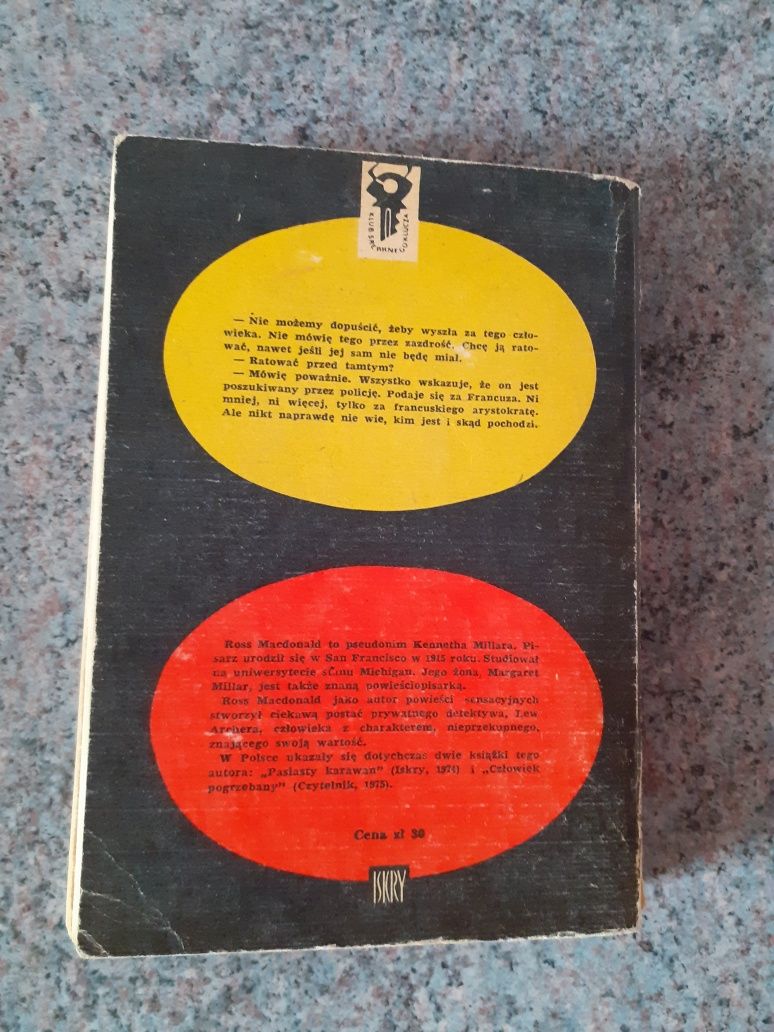 KLUB SREBRNEGO KLUCZA
— Nie możemy dopuścić, żeby wyszła za tego czło-
wieka. Nie mówię tego przez zazdrość. Chcę ją rato-
wać, nawet jeśli jej sam nie będę miał.
— Ratować przed tamtym?
— Mówię poważnie. Wszystko wskazuje, że on jest
poszukiwany przez policję. Podaje się za Francuza. Ni
mniej, ni więcej, tylko za francuskiego arystokratę.
Ale nikt naprawdę nie wie, kim jest i skąd pochodzi.
Ross Macdonald to pseudonim Kennetha Millara. Pi-
sarz urodził się w San Francisco w 1915 roku. Studiował
na uniwersytecie stanu Michigan. Jego żona, Margaret
Millar, jest także znaną powieściopisarką.
Ross Macdonald jako autor powieści sensacyjnych
stworzył ciekawą postać prywatnego detektywa, Lew
Archera, człowieka z charakterem, nieprzekupnego,
znającego swoją wartość.
W Polsce ukazały się dotychczas dwie książki tego
autora: „Pasiasty karawan" (Iskry, 1974) i „Człowiek
pogrzebany" (Czytelnik, 1975).
Cena zł 30
ISKRY